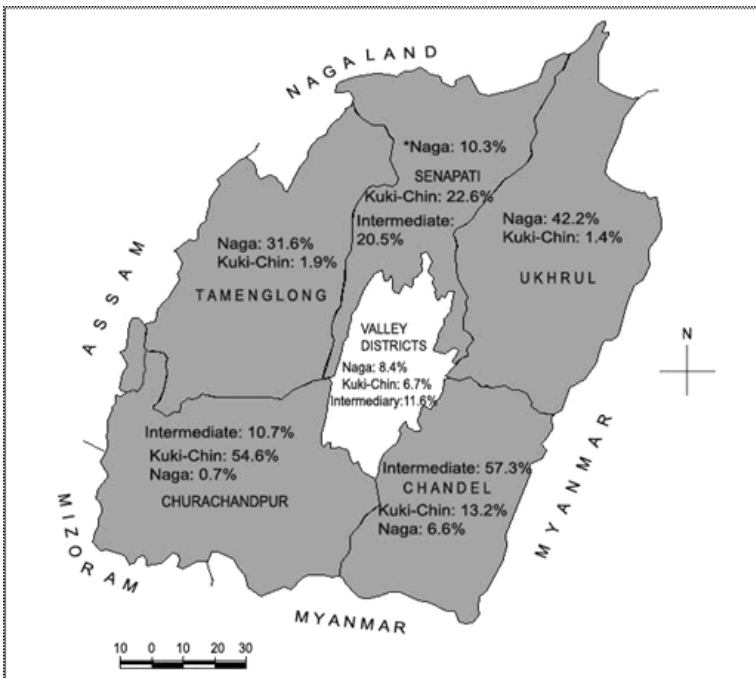 NAGALAND
*Naga: 10.3%
SENAPATI
Kuki-Chin: 22.6%
Intermediate:
20.5%
Naga: 42.2%
Kuki-Chin: 1.4%
UKHRUL
Naga: 31.6%
Kuki-Chin: 1.9%
TAMENGLONG
ASSAM
VALLEY
DISTRICTS
Naga: 8.4%
Kuki-Chin: 6.7%
Intermediary:11.6%
N
Intermediate: 10.7%
Kuki-Chin: 54.6%
Naga: 0.7%
CHURACHANDPUR
Intermediate: 57.3%
CHANDEL
Kuki-Chin: 13.2%
Naga: 6.6%
MYANMAR
MIZORAM
MYANMAR
10 0 10 20 30